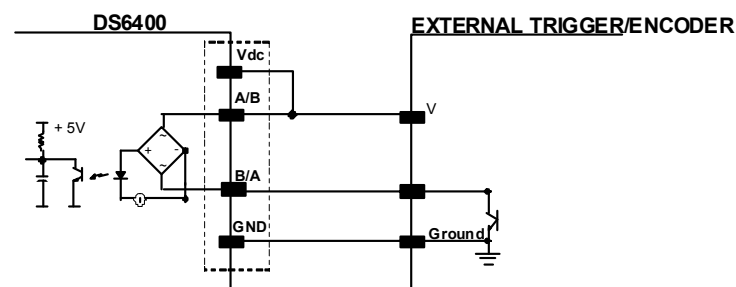 DS6400
EXTERNAL TRIGGER/ENCODER
Vdc
A/B
V
+ 5V
+ ~ -
~
B/A
GND
Ground